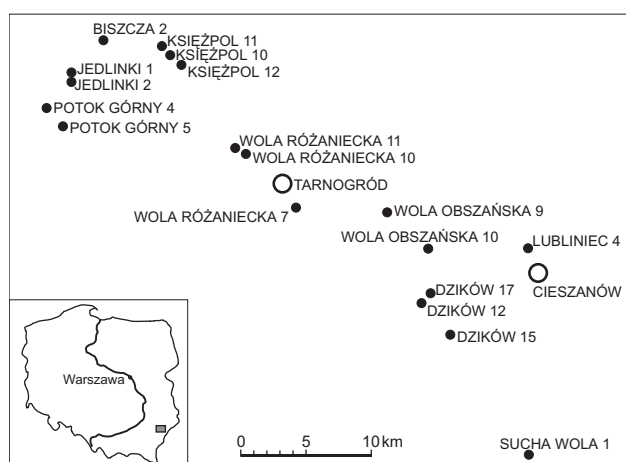 BISZCZA 2
KSIĘŻPOL 11
KSIĘŻPOL 10
KSIĘŻPOL 12
JEDLINKI 1
JEDLINKI 2
POTOK GÓRNY 4
POTOK GÓRNY 5
WOLA RÓŻANIECKA 11
WOLA RÓŻANIECKA 10
TARNOGRÓD
WOLA RÓŻANIECKA 7
WOLA OBSZAŃSKA 9
WOLA OBSZAŃSKA 10
LUBLINIEC 4
CIESZANÓW
DZIKÓW 17
DZIKÓW 12
DZIKÓW 15
Warszawa
0 5 10 km
SUCHA WOLA 1